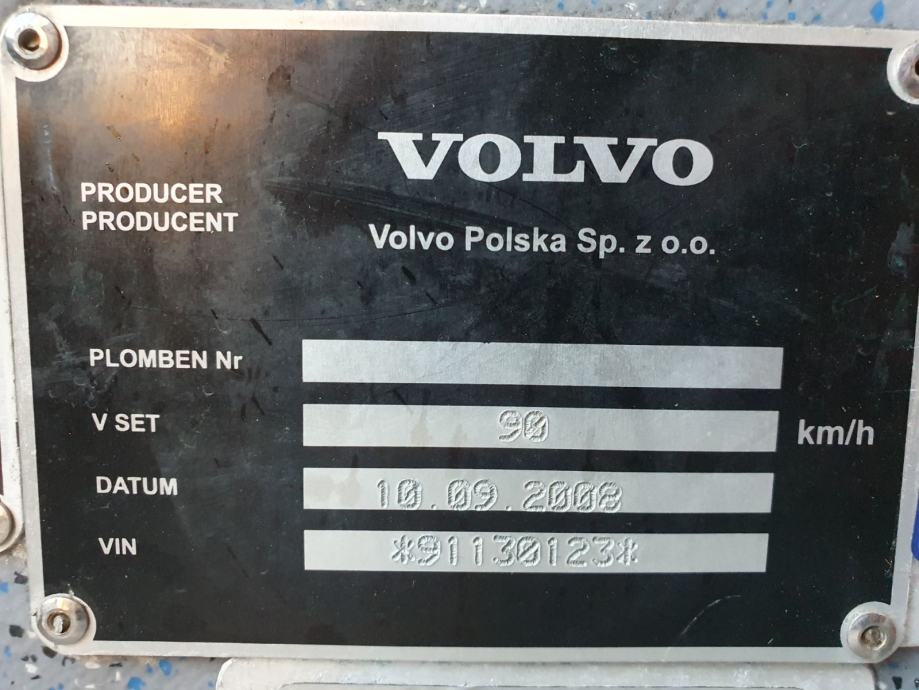 VOLVO
PRODUCER
PRODUCENT
Volvo Polska Sp. z o.o.
PLOMBEN Nr
V SET 90 km/h
DATUM 10.09.2008
VIN *91130123*